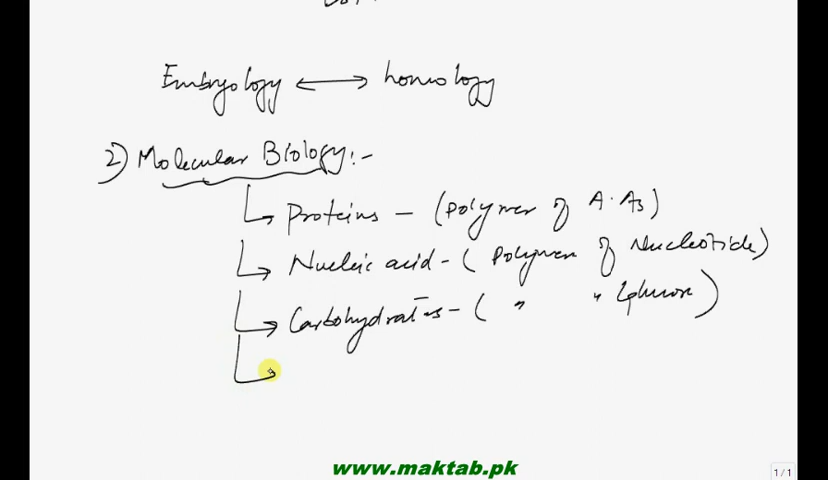 Embryology ⟷ homology
2) Molecular Biology:-
↳ Proteins - (Polymer of A.As)
↳ Nucleic acid - ( Polymer of Nucleotide)
↳ Carbohydrates - ( " "
www.maktab.pk
1/1